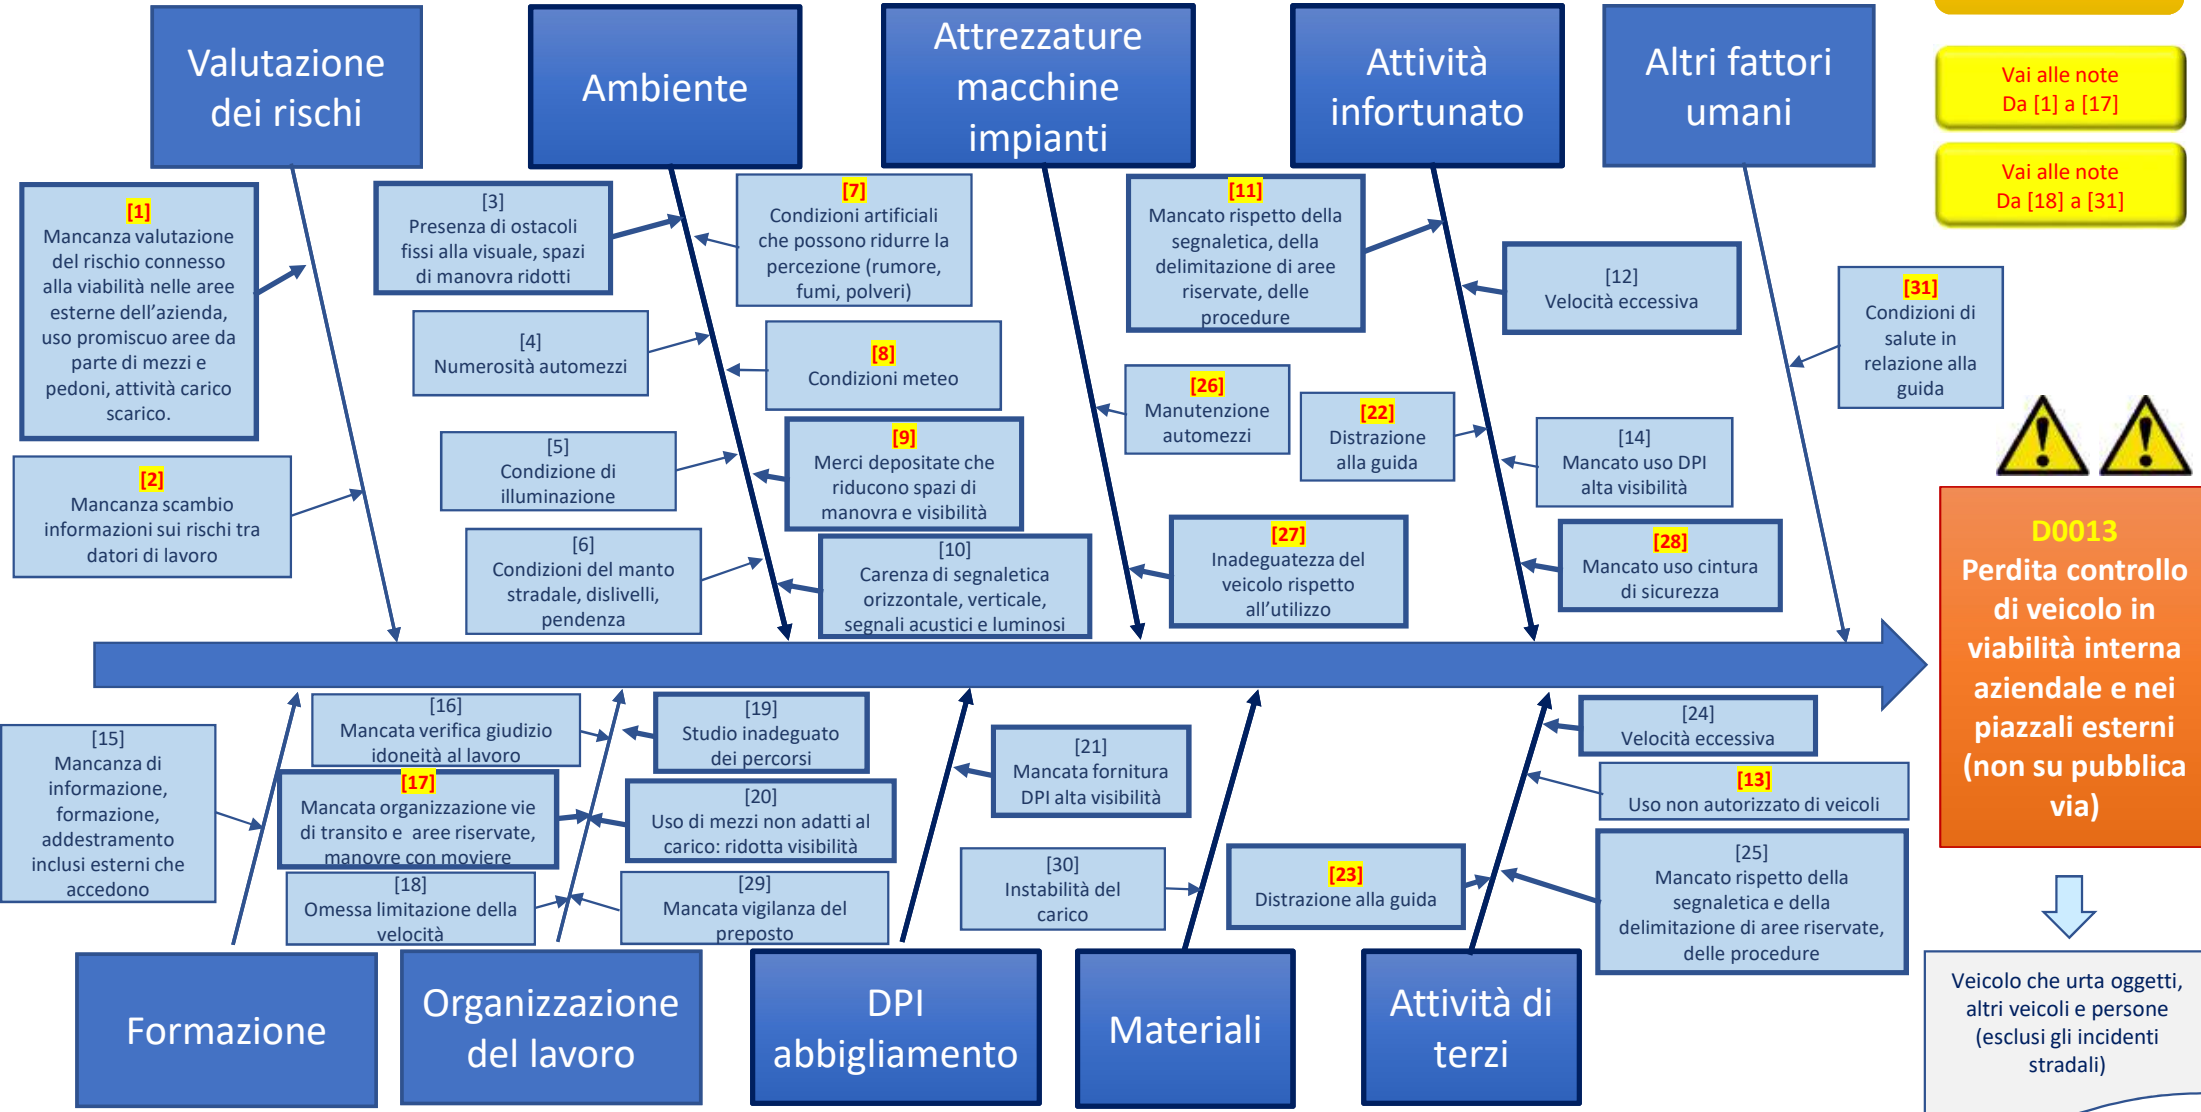 Valutazione
dei rischi
Ambiente
Attrezzature
macchine
impianti
Attività
infortunato
Altri fattori
umani
Vai alle note
Da [1] a [17]
Vai alle note
Da [18] a [31]
[1]
Mancanza valutazione
del rischio connesso
alla viabilità nelle aree
esterne dell’azienda,
uso promiscuo aree da
parte di mezzi e
pedoni, attività carico
scarico.
[2]
Mancanza scambio
informazioni sui rischi tra
datori di lavoro
[3]
Presenza di ostacoli
fissi alla visuale, spazi
di manovra ridotti
[4]
Numerosità automezzi
[5]
Condizione di
illuminazione
[6]
Condizioni del manto
stradale, dislivelli,
pendenza
[7]
Condizioni artificiali
che possono ridurre la
percezione (rumore,
fumi, polveri)
[8]
Condizioni meteo
[9]
Merci depositate che
riducono spazi di
manovra e visibilità
[10]
Carenza di segnaletica
orizzontale, verticale,
segnali acustici e luminosi
[11]
Mancato rispetto della
segnaletica, della
delimitazione di aree
riservate, delle
procedure
[26]
Manutenzione
automezzi
[27]
Inadeguatezza del
veicolo rispetto
all’utilizzo
[12]
Velocità eccessiva
[22]
Distrazione
alla guida
[14]
Mancato uso DPI
alta visibilità
[28]
Mancato uso cintura
di sicurezza
[31]
Condizioni di
salute in
relazione alla
guida
D0013
Perdita controllo
di veicolo in
viabilità interna
aziendale e nei
piazzali esterni
(non su pubblica
via)
[15]
Mancanza di
informazione,
formazione,
addestramento
inclusi esterni che
accedono
[16]
Mancata verifica giudizio
idoneità al lavoro
[17]
Mancata organizzazione vie
di transito e aree riservate,
manovre con moviere
[18]
Omessa limitazione della
velocità
[19]
Studio inadeguato
dei percorsi
[20]
Uso di mezzi non adatti al
carico: ridotta visibilità
[29]
Mancata vigilanza del
preposto
[21]
Mancata fornitura
DPI alta visibilità
[30]
Instabilità del
carico
[23]
Distrazione alla guida
[24]
Velocità eccessiva
[13]
Uso non autorizzato di veicoli
[25]
Mancato rispetto della
segnaletica e della
delimitazione di aree riservate,
delle procedure
Formazione
Organizzazione
del lavoro
DPI
abbigliamento
Materiali
Attività di
terzi
Veicolo che urta oggetti,
altri veicoli e persone
(esclusi gli incidenti
stradali)